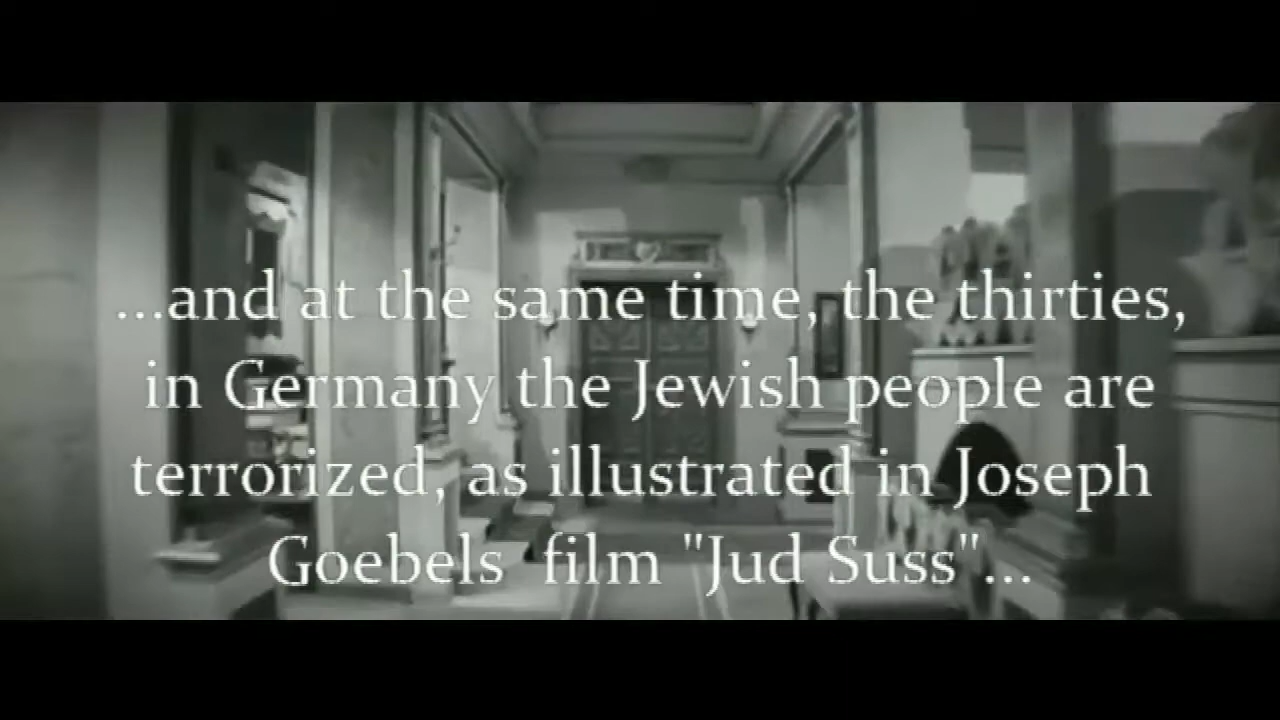 ...and at the same time, the thirties,
in Germany the Jewish people are
terrorized, as illustrated in Joseph
Goebels film "Jud Suss"...